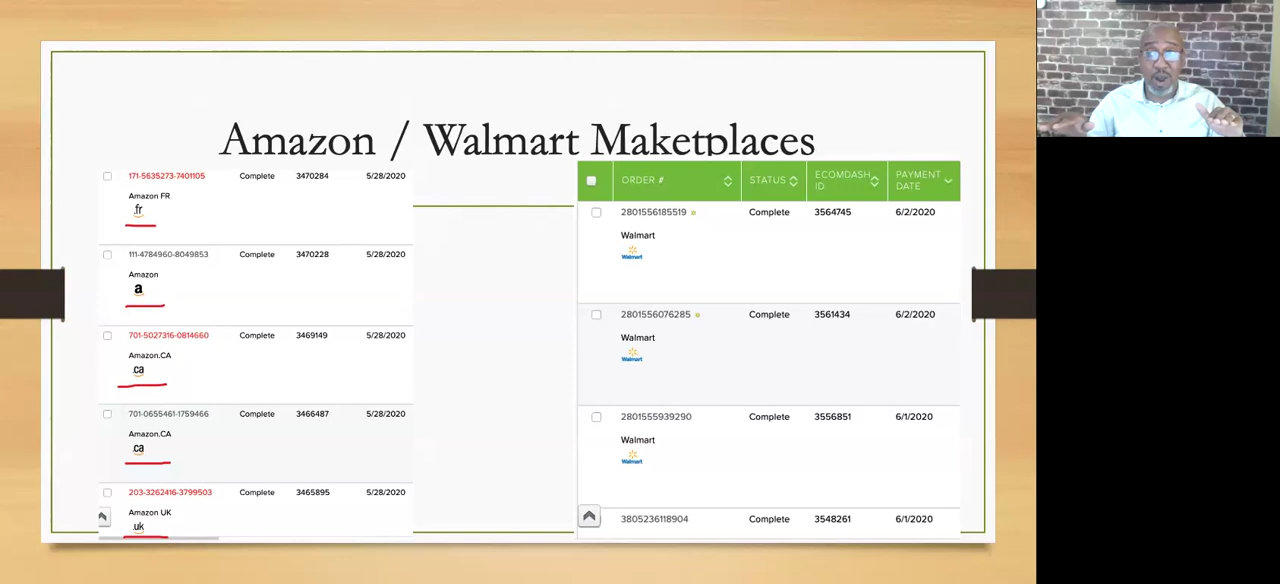 Amazon / Walmart Maketplaces
171-5635273-7401105 Complete 3470284 5/28/2020
Amazon FR
.fr
111-4784960-8049853 Complete 3470228 5/28/2020
Amazon
a
701-5027316-0814660 Complete 3469149 5/28/2020
Amazon.CA
.ca
701-0655461-1759466 Complete 3466487 5/28/2020
Amazon.CA
.ca
203-3262416-3799503 Complete 3465895 5/28/2020
Amazon UK
.uk
ORDER # STATUS ECOMDASH ID PAYMENT DATE
2801556185519 Complete 3564745 6/2/2020
Walmart
Walmart
2801556076285 Complete 3561434 6/2/2020
Walmart
Walmart
2801555939290 Complete 3556851 6/1/2020
Walmart
Walmart
3805236118904 Complete 3548261 6/1/2020